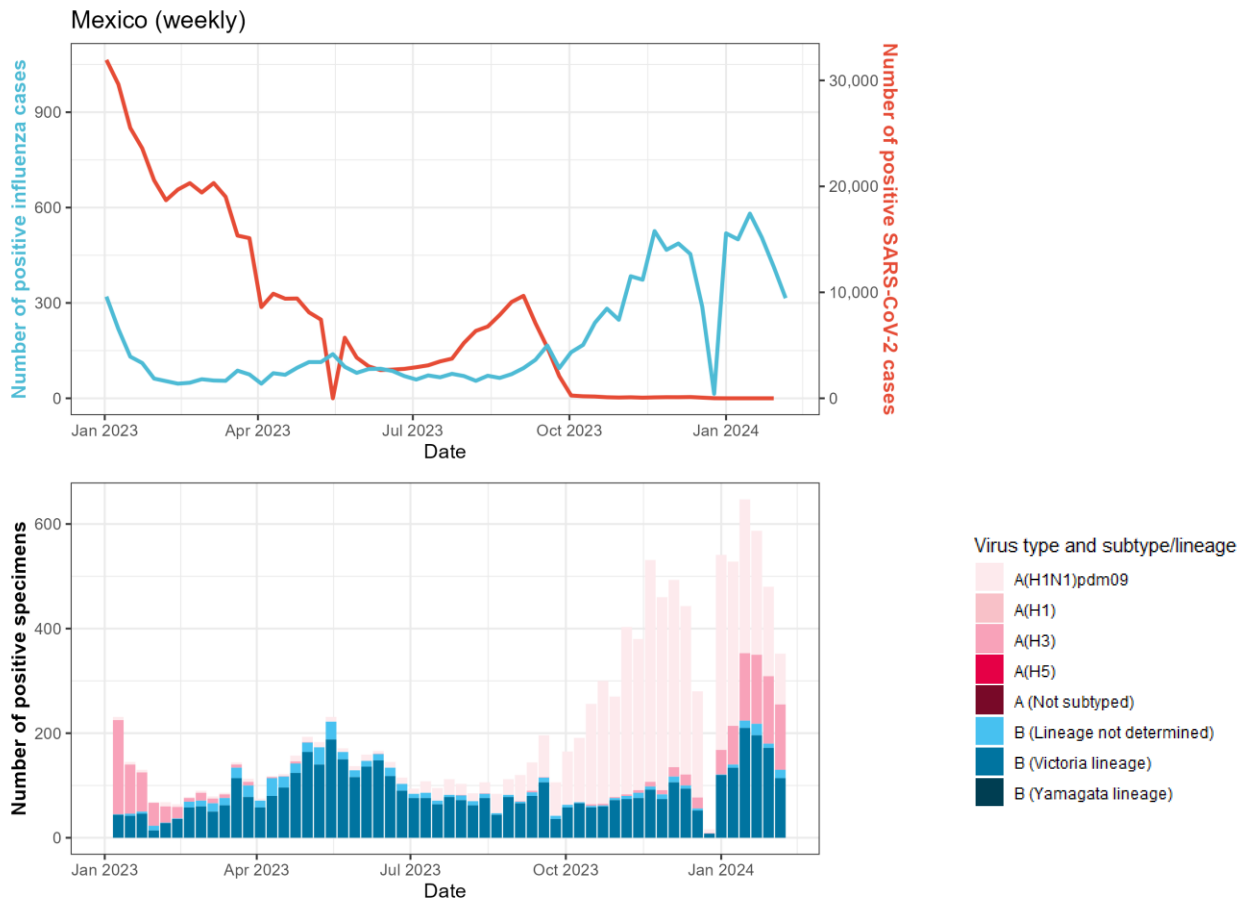 Mexico (weekly)
Number of positive influenza cases
900
600
300
0
30,000
20,000
10,000
0
Number of positive SARS-CoV-2 cases
Jan 2023
Apr 2023
Jul 2023
Oct 2023
Jan 2024
Date
Number of positive specimens
600
400
200
0
Jan 2023
Apr 2023
Jul 2023
Oct 2023
Jan 2024
Date
Virus type and subtype/lineage
A(H1N1)pdm09
A(H1)
A(H3)
A(H5)
A (Not subtyped)
B (Lineage not determined)
B (Victoria lineage)
B (Yamagata lineage)